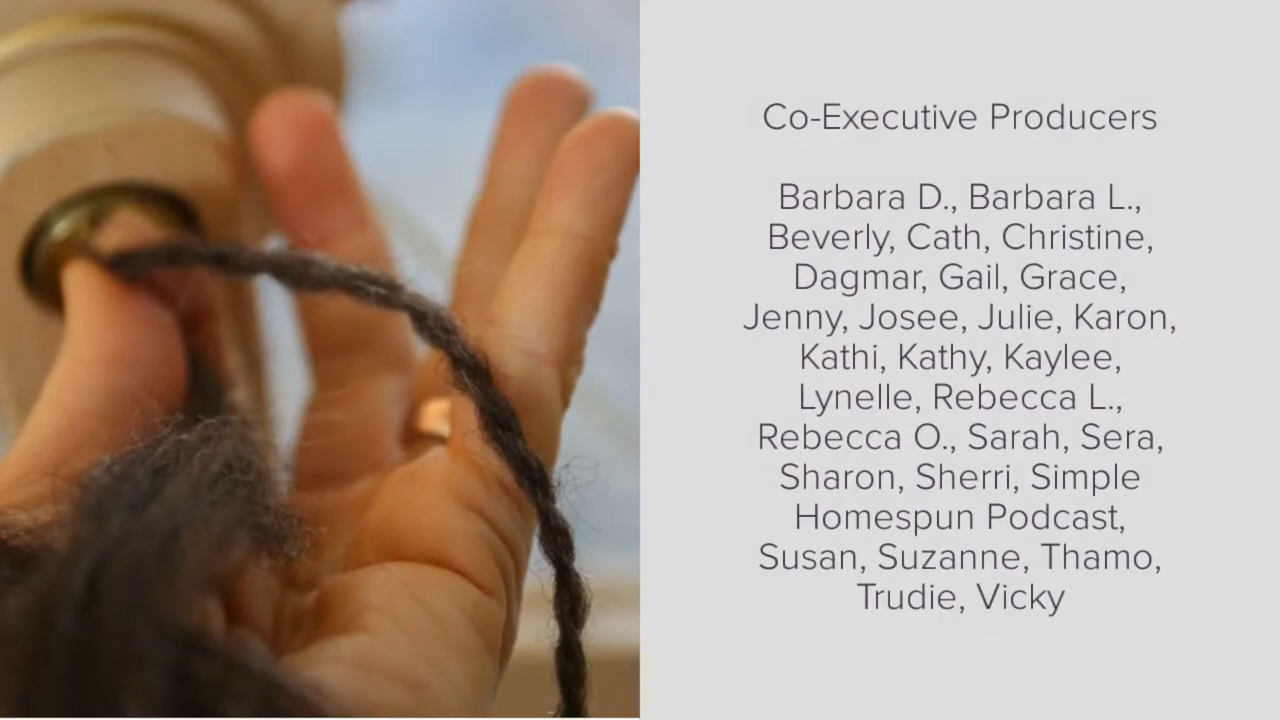 Co-Executive Producers
Barbara D., Barbara L.,
Beverly, Cath, Christine,
Dagmar, Gail, Grace,
Jenny, Josee, Julie, Karon,
Kathi, Kathy, Kaylee,
Lynelle, Rebecca L.,
Rebecca O., Sarah, Sera,
Sharon, Sherri, Simple
Homespun Podcast,
Susan, Suzanne, Thamo,
Trudie, Vicky